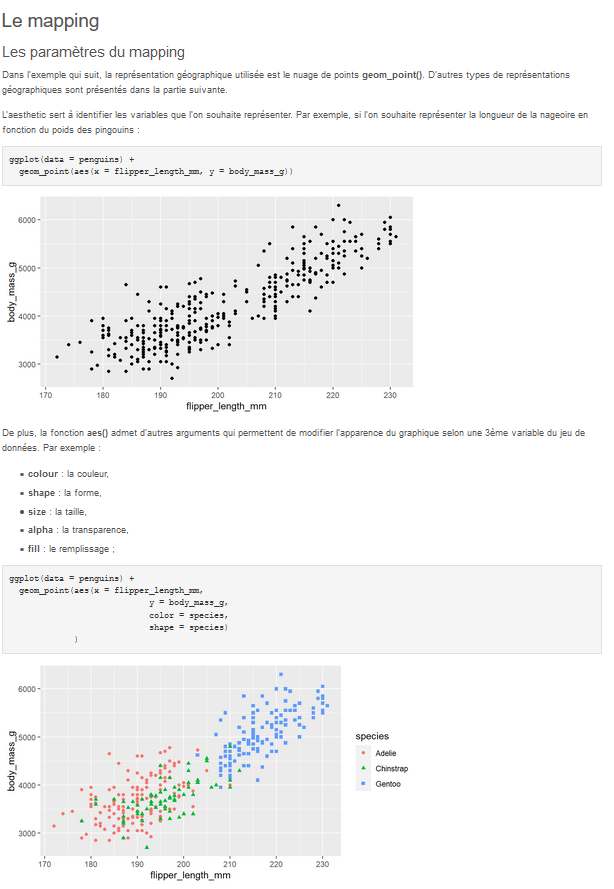 Le mapping
Les paramètres du mapping
Dans l'exemple qui suit, la représentation géographique utilisée est le nuage de points geom_point(). D'autres types de représentations
géographiques sont présentés dans la partie suivante.
L'aesthetic sert à identifier les variables que l'on souhaite représenter. Par exemple, si l'on souhaite représenter la longueur de la nageoire en
fonction du poids des pingouins :
ggplot(data = penguins) +
  geom_point(aes(x = flipper_length_mm, y = body_mass_g))
body_mass_g
6000
5000
4000
3000
170 180 190 200 210 220 230
flipper_length_mm
De plus, la fonction aes() admet d'autres arguments qui permettent de modifier l'apparence du graphique selon une 3ème variable du jeu de
données. Par exemple :
• colour : la couleur,
• shape : la forme,
• size : la taille,
• alpha : la transparence,
• fill : le remplissage ;
ggplot(data = penguins) +
  geom_point(aes(x = flipper_length_mm,
                 y = body_mass_g,
                 color = species,
                 shape = species)
             )
body_mass_g
6000
5000
4000
3000
170 180 190 200 210 220 230
flipper_length_mm
species
Adelie
Chinstrap
Gentoo